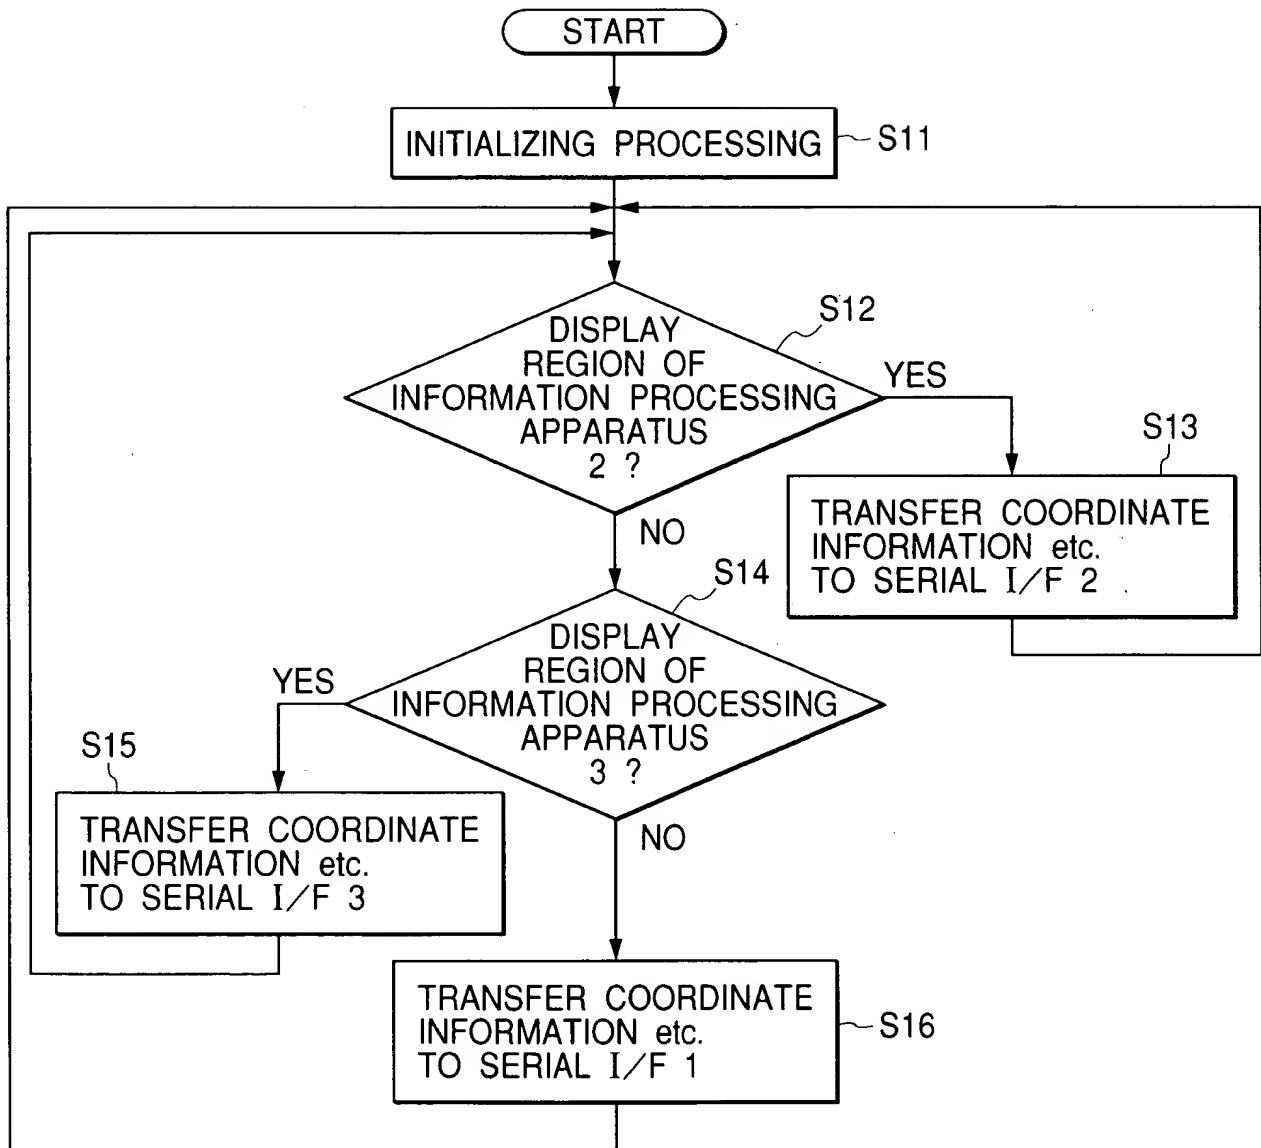 START
INITIALIZING PROCESSING
S11
S12
DISPLAY
REGION OF
INFORMATION PROCESSING
APPARATUS
2 ?
YES
NO
S13
TRANSFER COORDINATE
INFORMATION etc.
TO SERIAL I/F 2
S14
DISPLAY
REGION OF
INFORMATION PROCESSING
APPARATUS
3 ?
YES
NO
S15
TRANSFER COORDINATE
INFORMATION etc.
TO SERIAL I/F 3
TRANSFER COORDINATE
INFORMATION etc.
TO SERIAL I/F 1
S16